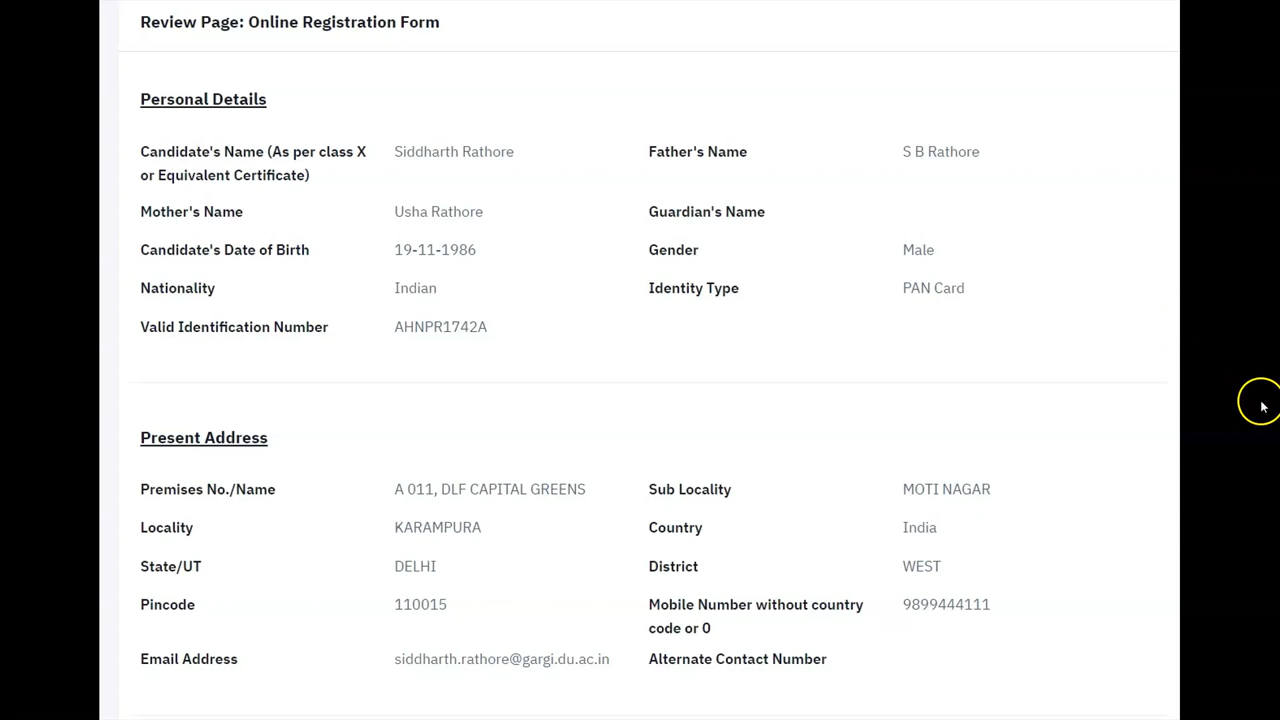 Review Page: Online Registration Form
Personal Details
Candidate's Name (As per class X or Equivalent Certificate) Siddharth Rathore Father's Name S B Rathore
Mother's Name Usha Rathore Guardian's Name
Candidate's Date of Birth 19-11-1986 Gender Male
Nationality Indian Identity Type PAN Card
Valid Identification Number AHNPR1742A
Present Address
Premises No./Name A 011, DLF CAPITAL GREENS Sub Locality MOTI NAGAR
Locality KARAMPURA Country India
State/UT DELHI District WEST
Pincode 110015 Mobile Number without country code or 0 9899444111
Email Address siddharth.rathore@gargi.du.ac.in Alternate Contact Number